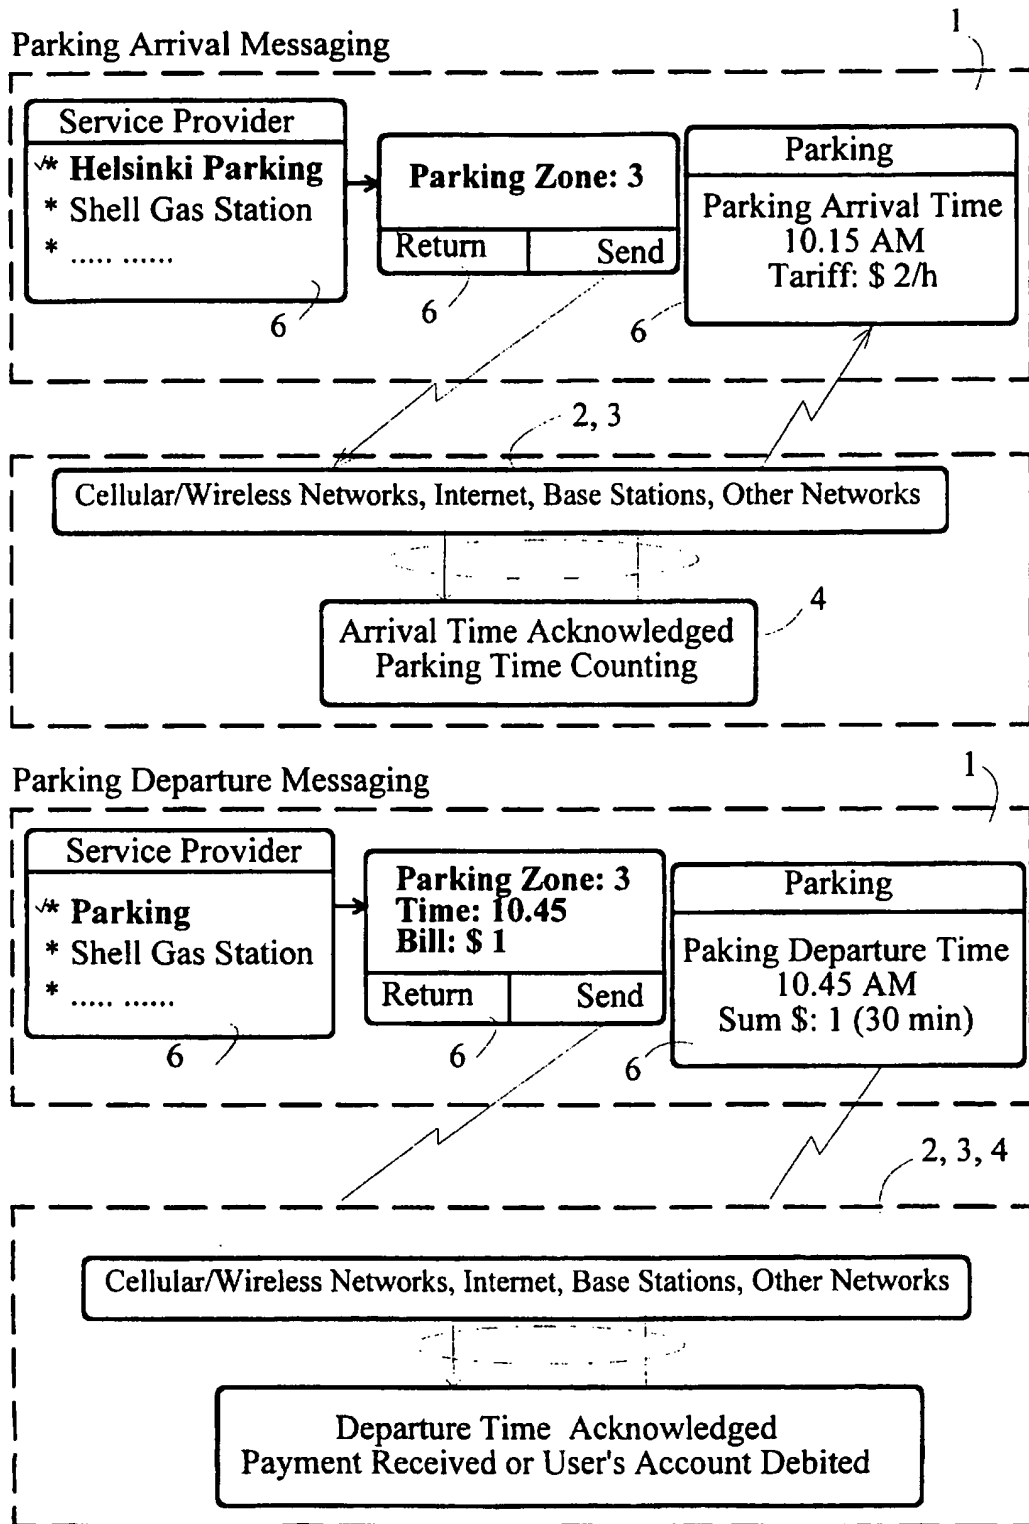 Parking Arrival Messaging
1
Service Provider
√* Helsinki Parking
* Shell Gas Station
* ..... ......
6
Parking Zone: 3
Return
Send
6
Parking
Parking Arrival Time
10.15 AM
Tariff: $ 2/h
6
2, 3
Cellular/Wireless Networks, Internet, Base Stations, Other Networks
Arrival Time Acknowledged
Parking Time Counting
4
Parking Departure Messaging
1
Service Provider
√* Parking
* Shell Gas Station
* ..... ......
6
Parking Zone: 3
Time: 10.45
Bill: $ 1
Return
Send
6
Parking
Paking Departure Time
10.45 AM
Sum $: 1 (30 min)
6
2, 3, 4
Cellular/Wireless Networks, Internet, Base Stations, Other Networks
Departure Time Acknowledged
Payment Received or User's Account Debited